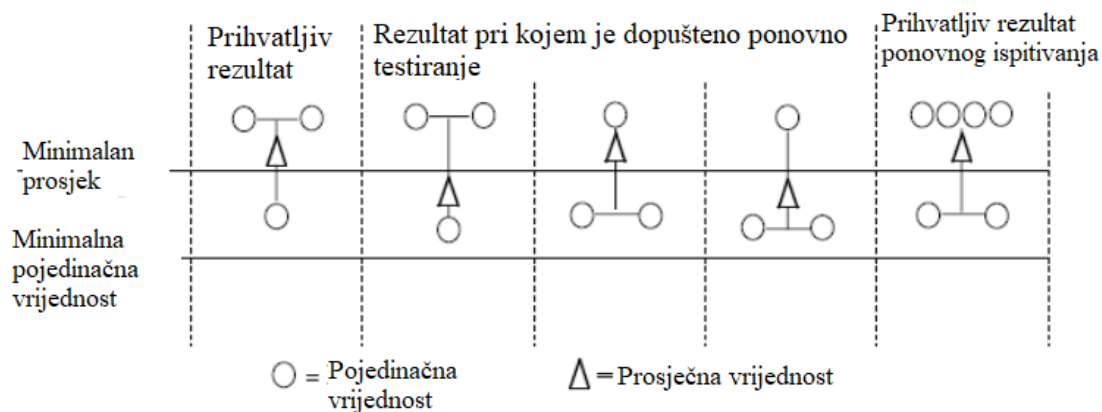 Prihvatljiv
rezultat
Rezultat pri kojem je dopušteno ponovno
testiranje
Prihvatljiv rezultat
ponovnog ispitivanja
Minimalan
prosjek
Minimalna
pojedinačna
vrijednost
= Pojedinačna
vrijednost
= Prosječna vrijednost